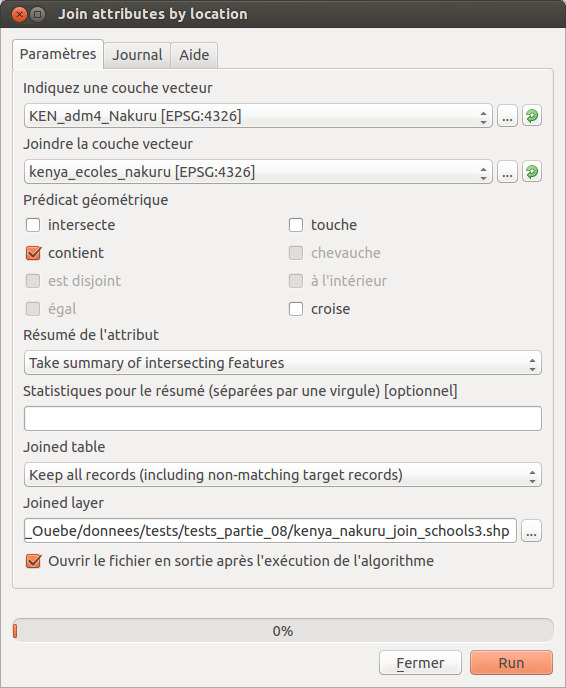 Join attributes by location
Paramètres Journal Aide
Indiquez une couche vecteur
KEN_adm4_Nakuru [EPSG:4326] ...
Joindre la couche vecteur
kenya_ecoles_nakuru [EPSG:4326] ...
Prédicat géométrique
intersecte touche
contient chevauche
est disjoint à l'intérieur
égal croise
Résumé de l'attribut
Take summary of intersecting features
Statistiques pour le résumé (séparées par une virgule) [optionnel]
Joined table
Keep all records (including non-matching target records)
Joined layer
_Ouebe/donnees/tests/tests_partie_08/kenya_nakuru_join_schools3.shp ...
Ouvrir le fichier en sortie après l'exécution de l'algorithme
0%
Fermer Run